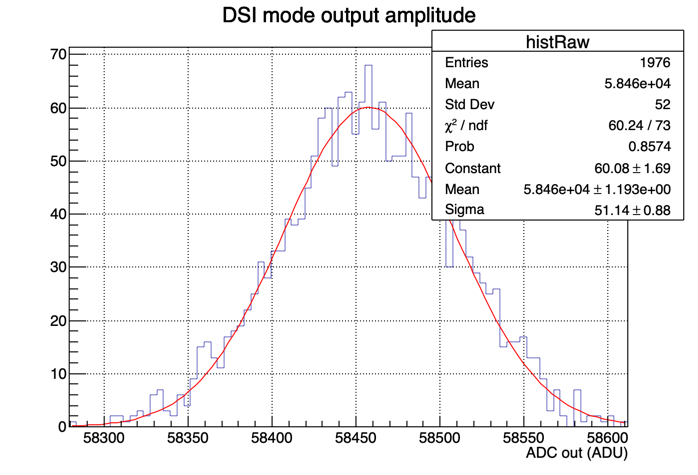 DSI mode output amplitude
histRaw
Entries 1976
Mean 5.846e+04
Std Dev 52
χ² / ndf 60.24 / 73
Prob 0.8574
Constant 60.08 ± 1.69
Mean 5.846e+04 ± 1.193e+00
Sigma 51.14 ± 0.88
70
60
50
40
30
20
10
0
58300 58350 58400 58450 58500 58550 58600
ADC out (ADU)